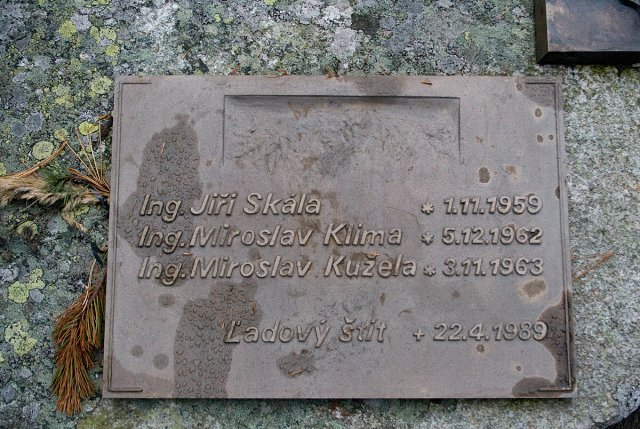 Ing. Jiří Skála * 1.11.1959
Ing. Miroslav Klima * 5.12.1962
Ing. Miroslav Kužela * 3.11.1963
Ľadový štít + 22.4.1989